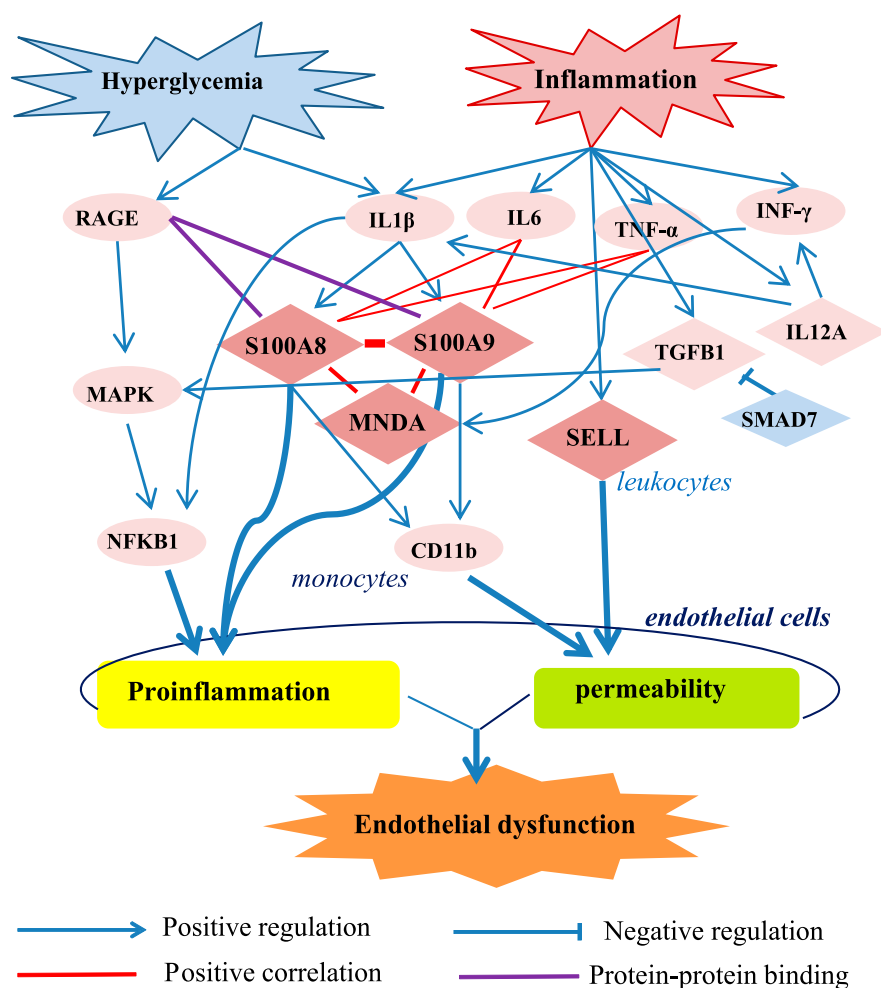 Hyperglycemia
Inflammation
RAGE
IL1β
IL6
TNF-α
INF-γ
S100A8
S100A9
TGFB1
IL12A
MAPK
MNDA
SELL
SMAD7
leukocytes
NFKB1
CD11b
monocytes
endothelial cells
Proinflammation
permeability
Endothelial dysfunction
Positive regulation
Negative regulation
Positive correlation
Protein-protein binding